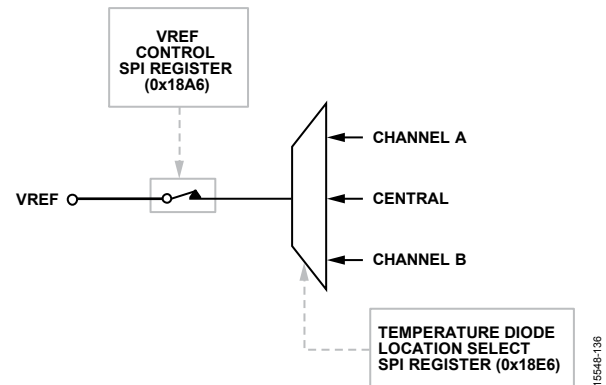 VREF
CONTROL
SPI REGISTER
(0x18A6)
CHANNEL A
VREF
CENTRAL
CHANNEL B
TEMPERATURE DIODE
LOCATION SELECT
SPI REGISTER (0x18E6)
15548-136